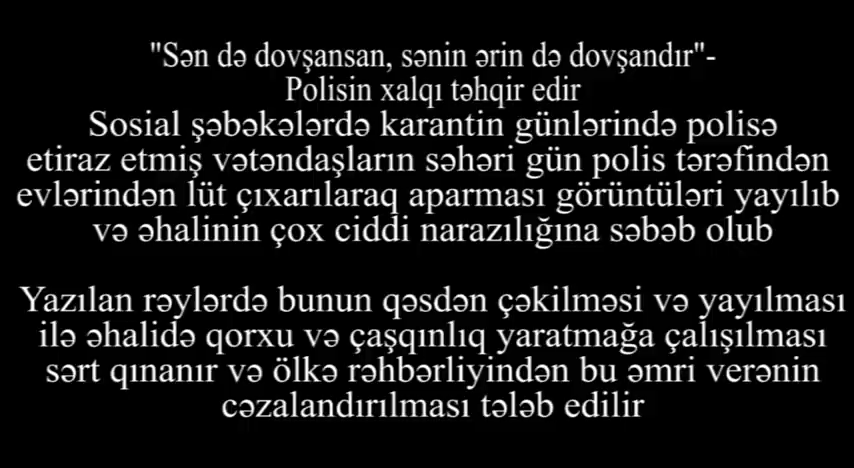 "Sən də dovşansan, sənin ərin də dovşandır"-
Polisin xalqı təhqir edir
Sosial şəbəkələrdə karantin günlərində polisə
etiraz etmiş vətəndaşların səhəri gün polis tərəfindən
evlərindən lüt çıxarılaraq aparması görüntüləri yayılıb
və əhalinin çox ciddi narazılığına səbəb olub
Yazılan rəylərdə bunun qəsdən çəkilməsi və yayılması
ilə əhalidə qorxu və çaşqınlıq yaratmağa çalışılması
sərt qınanır və ölkə rəhbərliyindən bu əmri verənin
cəzalandırılması tələb edilir